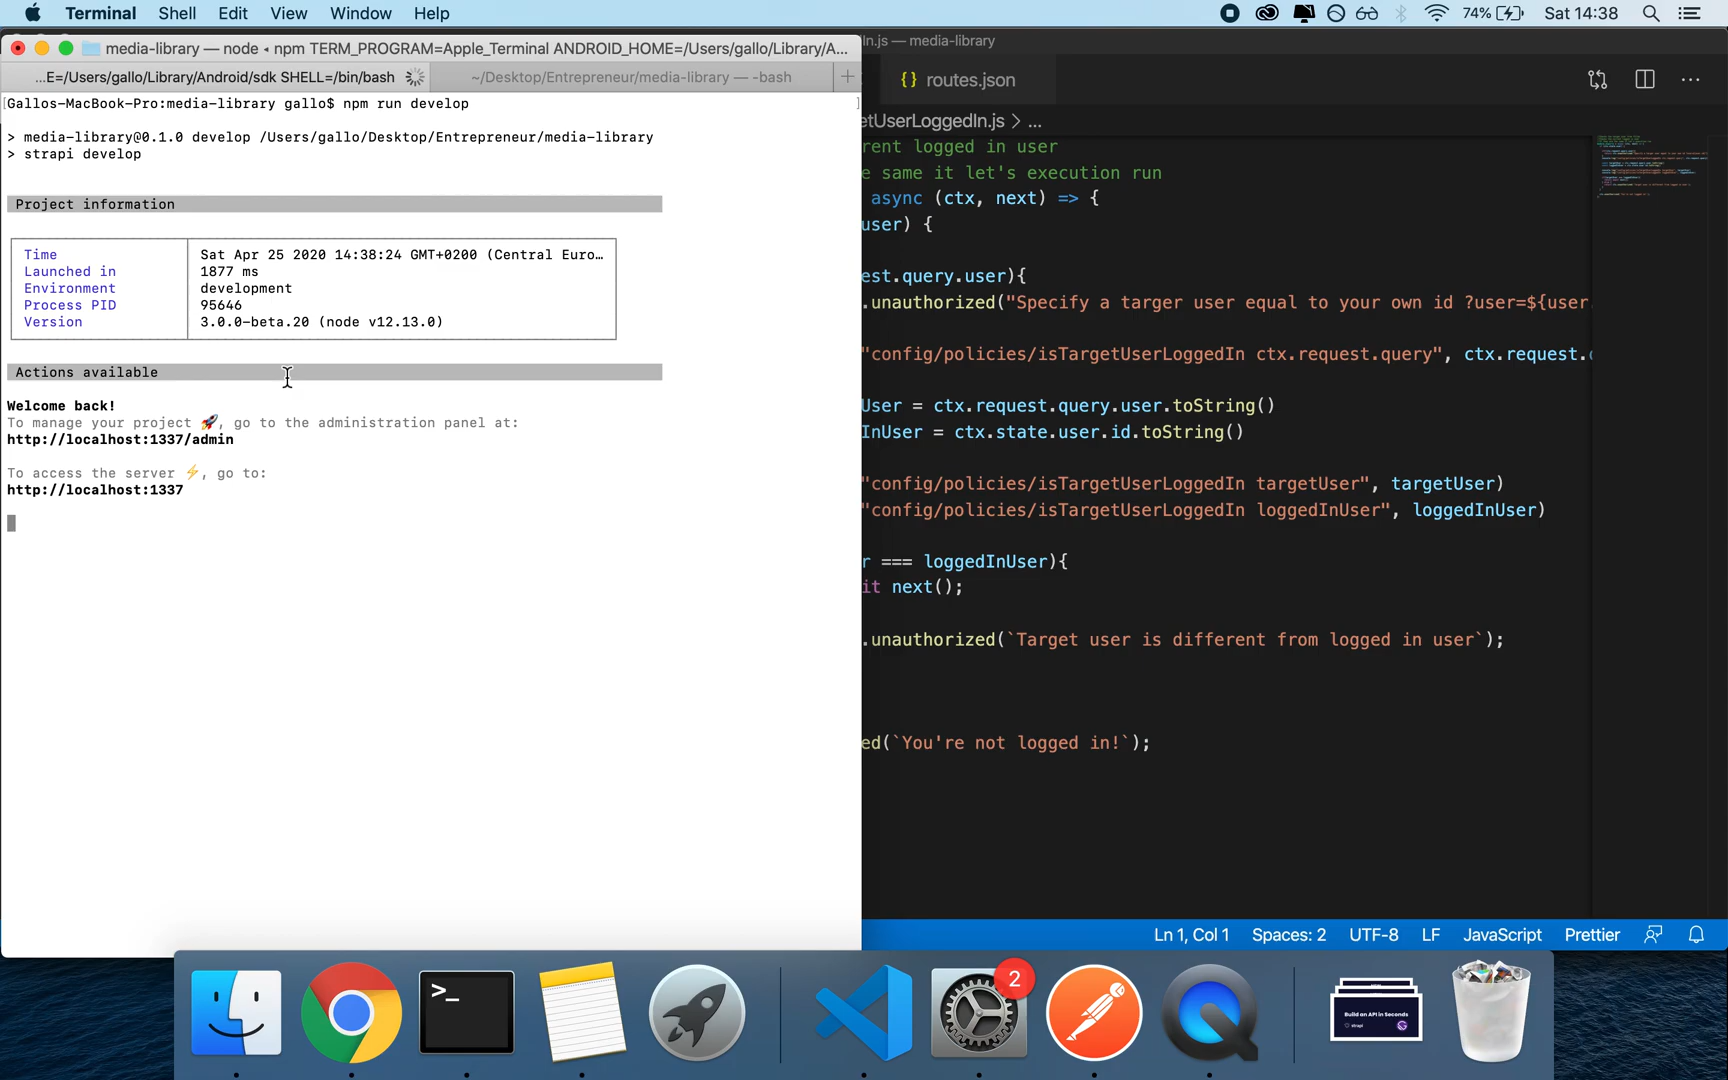 Terminal Shell Edit View Window Help 74% Sat 14:38
media-library — node ◂ npm TERM_PROGRAM=Apple_Terminal ANDROID_HOME=/Users/gallo/Library/A...
...E=/Users/gallo/Library/Android/sdk SHELL=/bin/bash
~/Desktop/Entrepreneur/media-library — -bash
+
[Gallos-MacBook-Pro:media-library gallo$ npm run develop ]
> media-library@0.1.0 develop /Users/gallo/Desktop/Entrepreneur/media-library
> strapi develop
Project information
Time Sat Apr 25 2020 14:38:24 GMT+0200 (Central Euro…
Launched in 1877 ms
Environment development
Process PID 95646
Version 3.0.0-beta.20 (node v12.13.0)
Actions available
Welcome back!
To manage your project 🚀, go to the administration panel at:
http://localhost:1337/admin
To access the server ⚡, go to:
http://localhost:1337
In.js — media-library
{} routes.json
etUserLoggedIn.js > ...
rent logged in user
e same it let's execution run
async (ctx, next) => {
user) {
est.query.user){
.unauthorized("Specify a targer user equal to your own id ?user=${user.
"config/policies/isTargetUserLoggedIn ctx.request.query", ctx.request.
User = ctx.request.query.user.toString()
InUser = ctx.state.user.id.toString()
"config/policies/isTargetUserLoggedIn targetUser", targetUser)
"config/policies/isTargetUserLoggedIn loggedInUser", loggedInUser)
r === loggedInUser){
it next();
.unauthorized(`Target user is different from logged in user`);
ed(`You're not logged in!`);
Ln 1, Col 1 Spaces: 2 UTF-8 LF JavaScript Prettier
2
>_
Build an API in Seconds
strapi